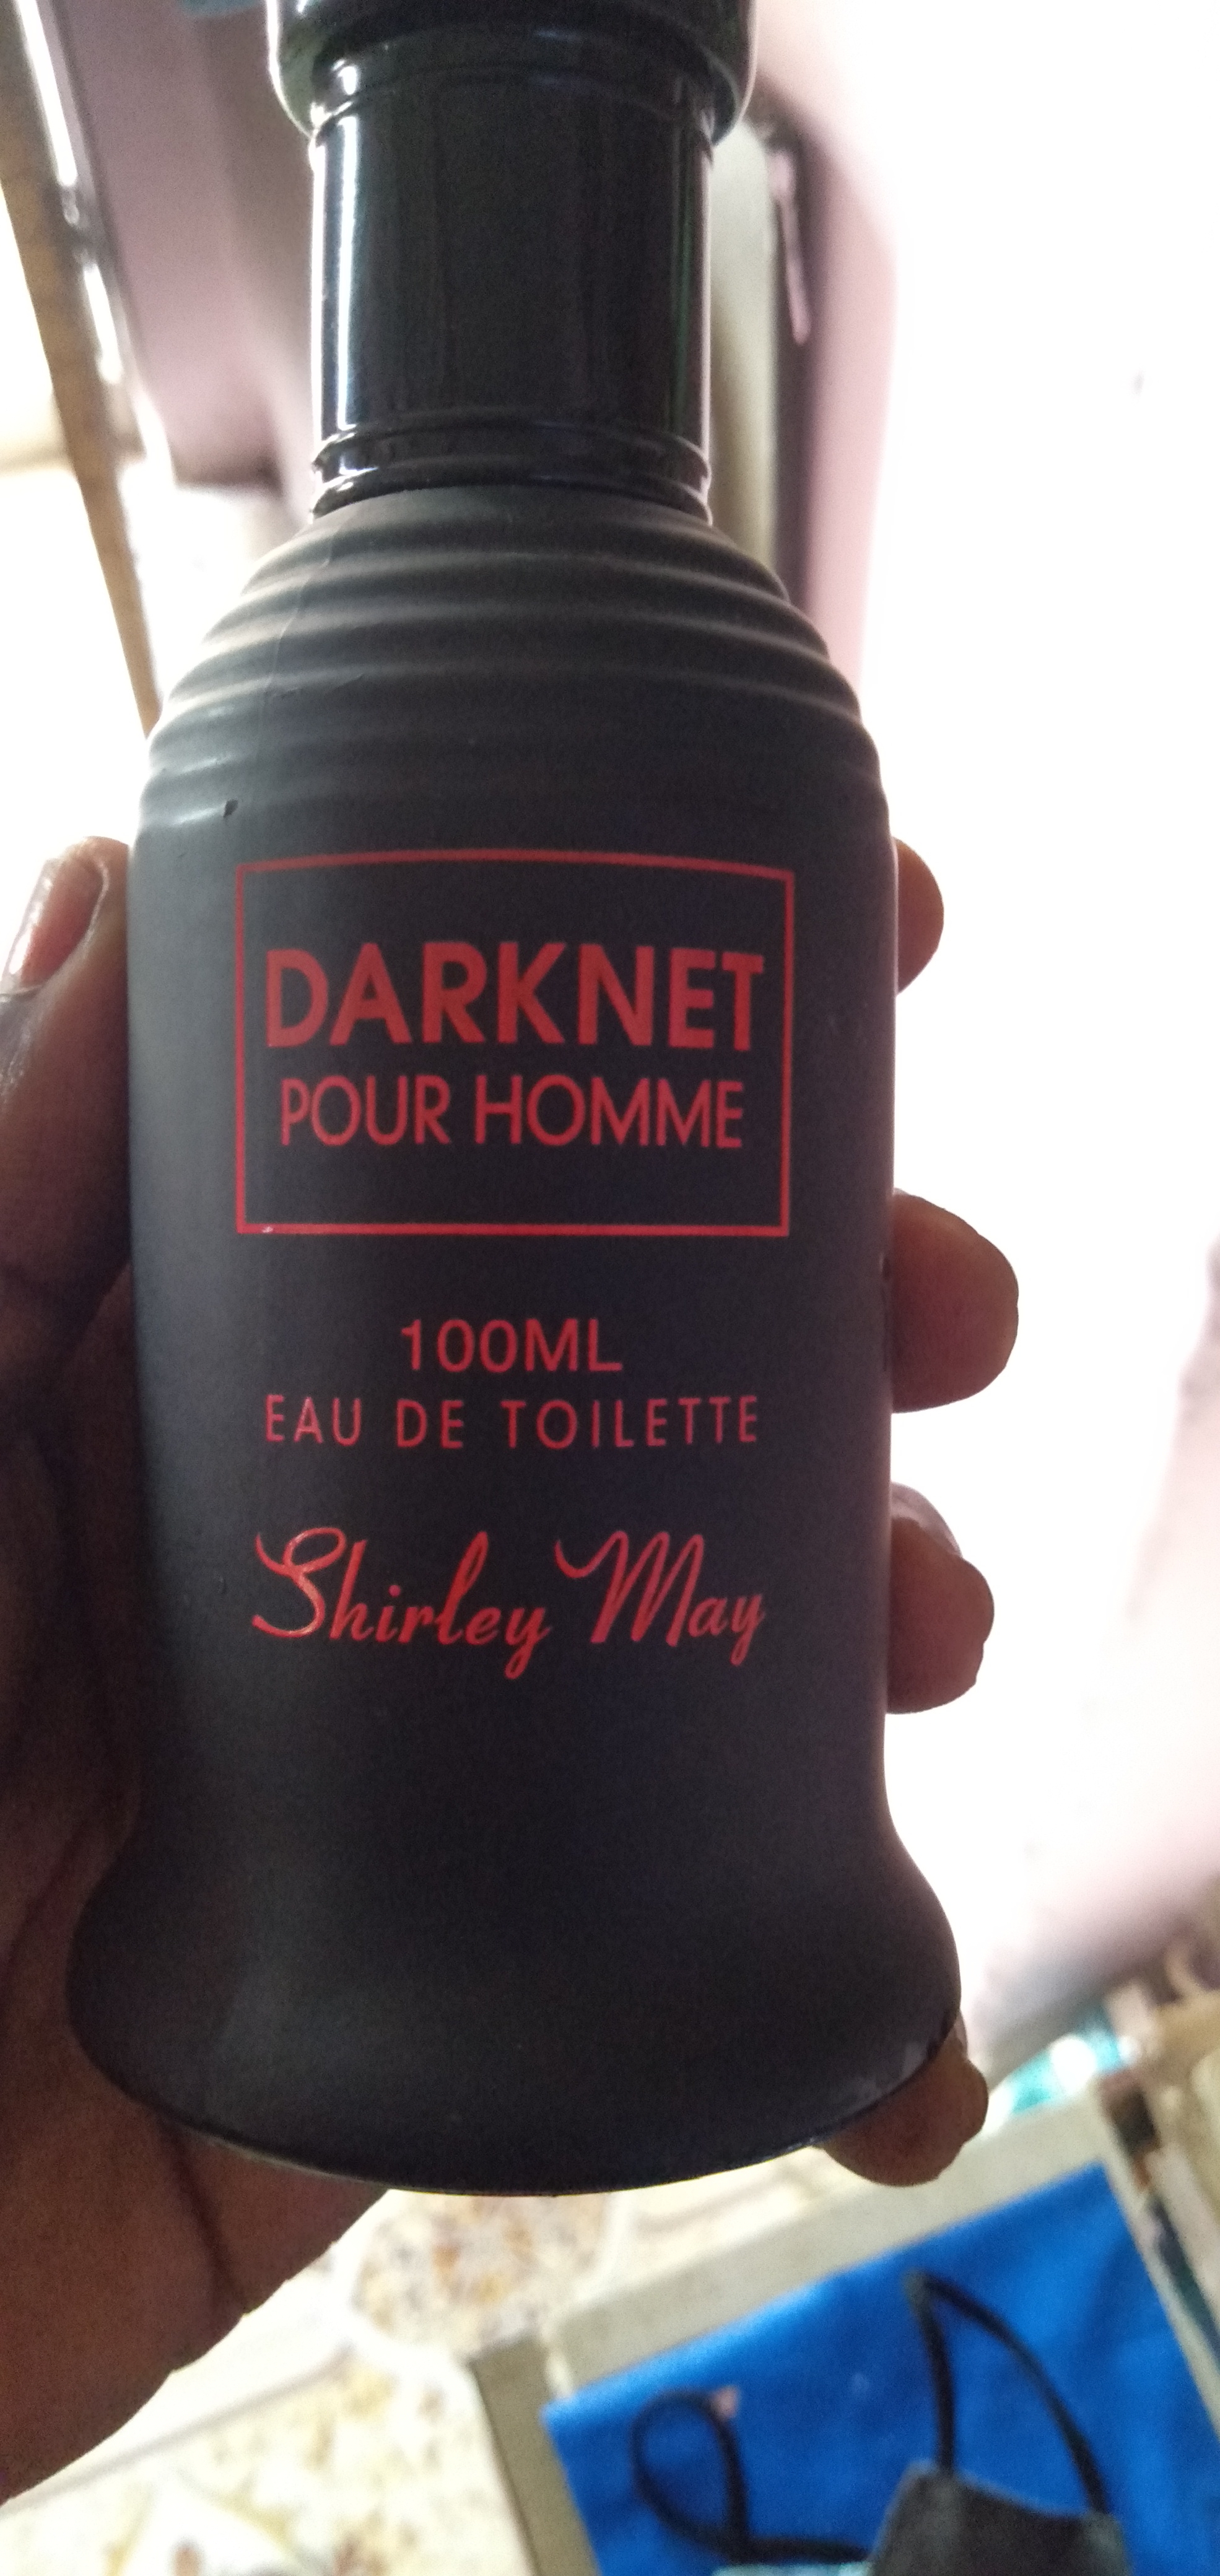 DARKNET
POUR HOMME
100ML
EAU DE TOILETTE
Shirley May